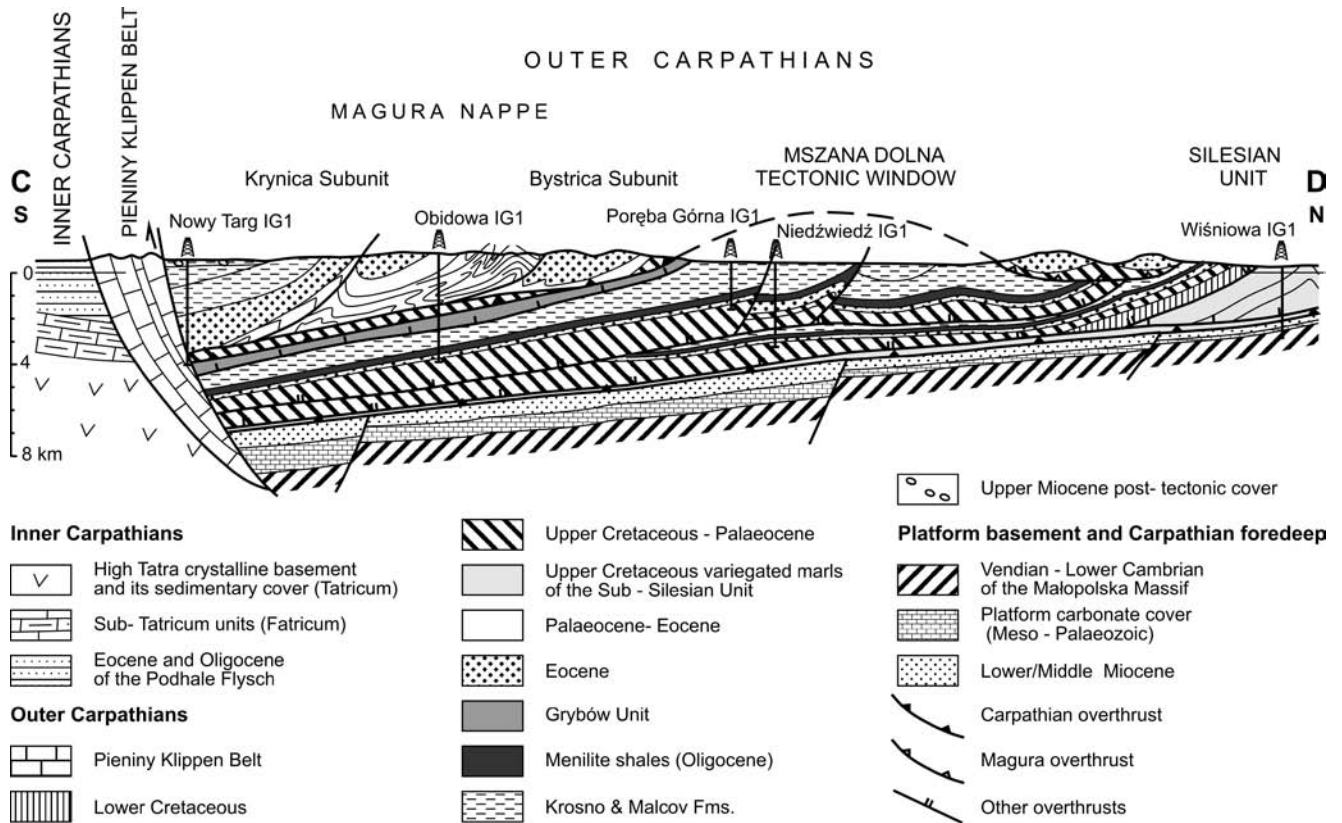 INNER CARPATHIANS
PIENINY KLIPPEN BELT
OUTER CARPATHIANS
MAGURA NAPPE
Krynica Subunit
Bystrica Subunit
MSZANA DOLNA
TECTONIC WINDOW
SILESIAN
UNIT
C
S
D
N
Nowy Targ IG1
Obidowa IG1
Poręba Górna IG1
Niedźwiedź IG1
Wiśniowa IG1
0
4
8 km
Inner Carpathians
High Tatra crystalline basement
and its sedimentary cover (Tatricum)
Sub- Tatricum units (Fatricum)
Eocene and Oligocene
of the Podhale Flysch
Outer Carpathians
Pieniny Klippen Belt
Lower Cretaceous
Upper Cretaceous - Palaeocene
Upper Cretaceous variegated marls
of the Sub - Silesian Unit
Palaeocene- Eocene
Eocene
Grybów Unit
Menilite shales (Oligocene)
Krosno & Malcov Fms.
Upper Miocene post- tectonic cover
Platform basement and Carpathian foredeep
Vendian - Lower Cambrian
of the Małopolska Massif
Platform carbonate cover
(Meso - Palaeozoic)
Lower/Middle Miocene
Carpathian overthrust
Magura overthrust
Other overthrusts